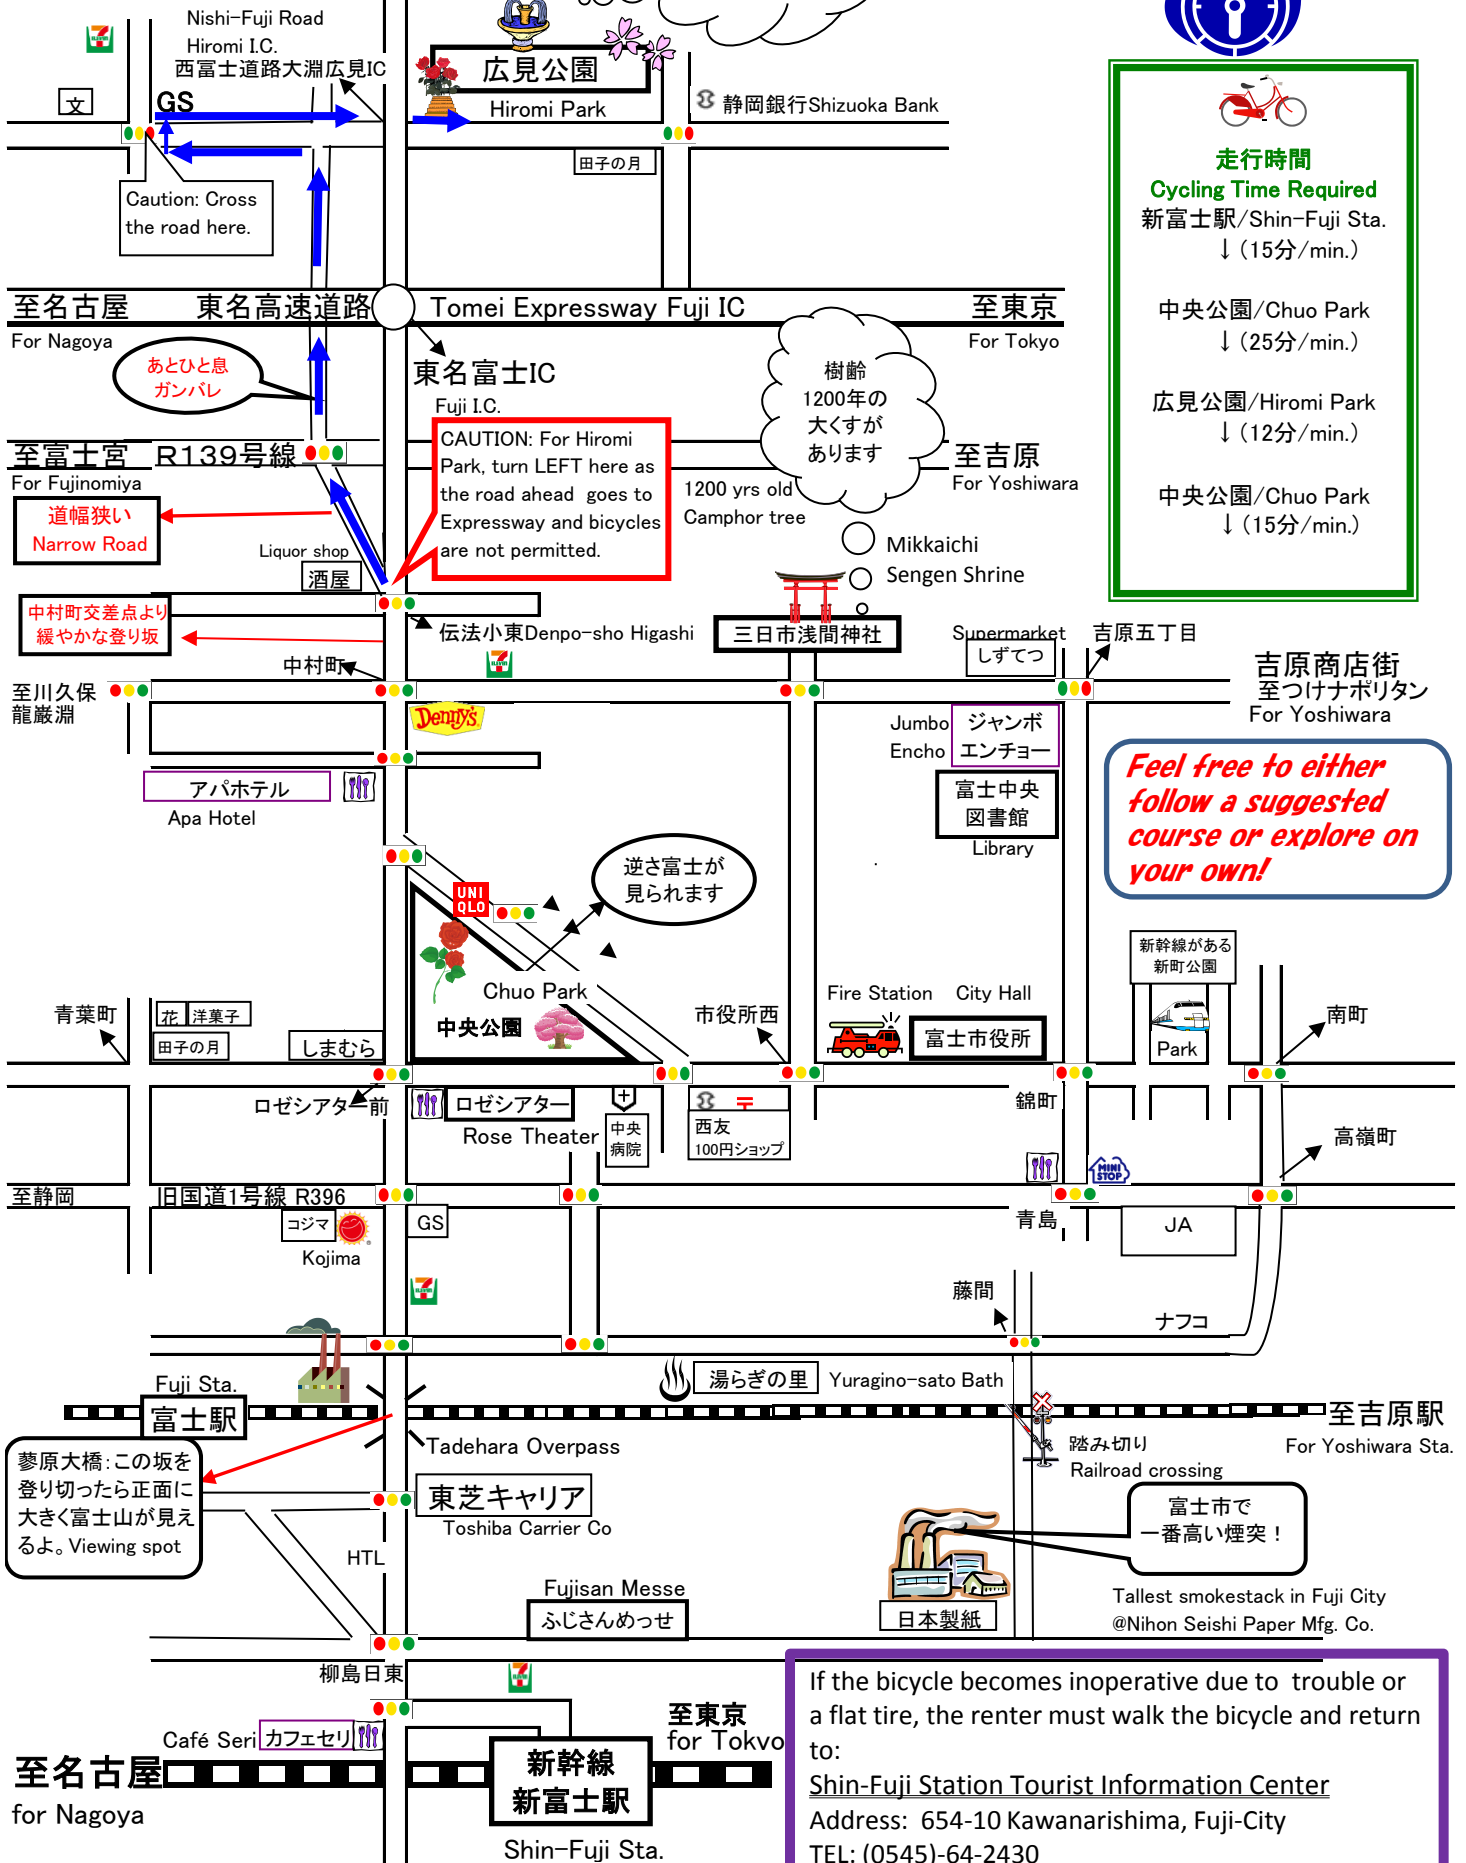 Nishi-Fuji Road
Hiromi I.C.
西富士道路大淵広見IC
文
GS
広見公園
Hiromi Park
静岡銀行Shizuoka Bank
田子の月
Caution: Cross
the road here.
走行時間
Cycling Time Required
新富士駅/Shin-Fuji Sta.
↓(15分/min.)
中央公園/Chuo Park
↓(25分/min.)
広見公園/Hiromi Park
↓(12分/min.)
中央公園/Chuo Park
↓(15分/min.)
至名古屋
東名高速道路
Tomei Expressway Fuji IC
至東京
For Nagoya
For Tokyo
あとひと息
ガンバレ
東名富士IC
Fuji I.C.
樹齢
1200年の
大くすが
あります
CAUTION: For Hiromi
Park, turn LEFT here as
the road ahead goes to
Expressway and bicycles
are not permitted.
至富士宮
R139号線
For Fujinomiya
至吉原
For Yoshiwara
道幅狭い
Narrow Road
1200 yrs old
Camphor tree
Liquor shop
酒屋
Mikkaichi
Sengen Shrine
中村町交差点より
緩やかな登り坂
伝法小東Denpo-sho Higashi
三日市浅間神社
Supermarket
しずてつ
吉原五丁目
中村町
至川久保
龍巌淵
吉原商店街
至つけナポリタン
For Yoshiwara
Denny's
Jumbo
Encho
ジャンボ
エンチョー
アパホテル
Apa Hotel
富士中央
図書館
Library
Feel free to either
follow a suggested
course or explore on
your own!
逆さ富士が
見られます
UNI
QLO
Chuo Park
中央公園
新幹線がある
新町公園
Park
青葉町
花
洋菓子
田子の月
しまむら
市役所西
Fire Station
City Hall
富士市役所
南町
ロゼシアター前
ロゼシアター
Rose Theater
中央
病院
西友
100円ショップ
錦町
高嶺町
MINI
STOP
至静岡
旧国道1号線 R396
コジマ
Kojima
GS
青島
JA
藤間
ナフコ
湯らぎの里
Yuragino-sato Bath
Fuji Sta.
富士駅
至吉原駅
For Yoshiwara Sta.
Tadehara Overpass
踏み切り
Railroad crossing
蓼原大橋:この坂を
登り切ったら正面に
大きく富士山が見え
るよ。Viewing spot
東芝キャリア
Toshiba Carrier Co
富士市で
一番高い煙突！
HTL
Fujisan Messe
ふじさんめっせ
日本製紙
Tallest smokestack in Fuji City
@Nihon Seishi Paper Mfg. Co.
柳島日東
Café Seri
カフェセリ
至東京
for Tokyo
至名古屋
for Nagoya
新幹線
新富士駅
Shin-Fuji Sta.
If the bicycle becomes inoperative due to trouble or
a flat tire, the renter must walk the bicycle and return
to:
Shin-Fuji Station Tourist Information Center
Address: 654-10 Kawanarishima, Fuji-City
TEL: (0545)-64-2430